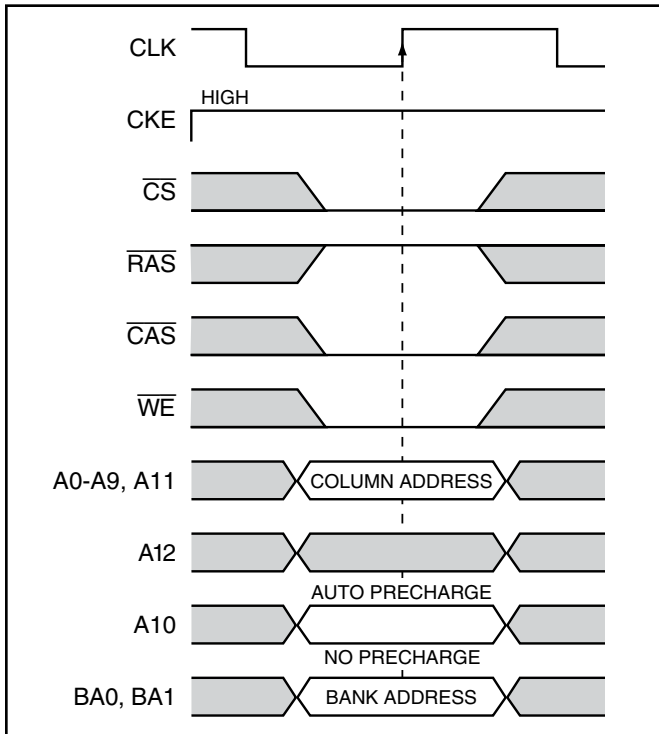 CLK
HIGH
CKE
CS
RAS
CAS
WE
A0-A9, A11 COLUMN ADDRESS
A12
AUTO PRECHARGE
A10
NO PRECHARGE
BA0, BA1 BANK ADDRESS